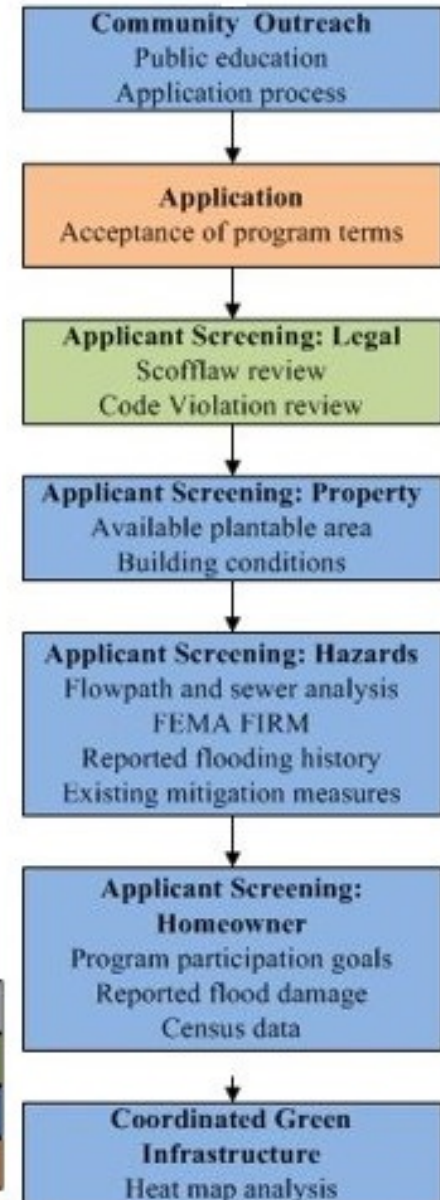 Community Outreach
Public education
Application process
Application
Acceptance of program terms
Applicant Screening: Legal
Scofflaw review
Code Violation review
Applicant Screening: Property
Available plantable area
Building conditions
Applicant Screening: Hazards
Flowpath and sewer analysis
FEMA FIRM
Reported flooding history
Existing mitigation measures
Applicant Screening:
Homeowner
Program participation goals
Reported flood damage
Census data
Coordinated Green
Infrastructure
Heat map analysis